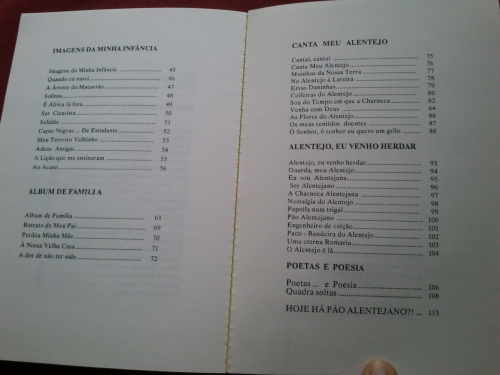 IMAGENS DA MINHA INFÂNCIA
Imagens da Minha Infância ............... 45
Quando eu nasci ............... 46
A Árvore do Macarrão ............... 47
Solinas ............... 48
É África lá fora ............... 49
Ser Cientista ............... 50
Solidão ............... 51
Capas Negras ... De Estudante ............... 52
Meu Terreiro Velhinho ............... 53
Adeus Amigas ............... 54
A Lição que me ensinaram ............... 55
Ao Acaso ............... 56
ALBUM DE FAMILIA
Album de Família ............... 61
Retrato de Meu Pai ............... 69
Perdoa Minha Mãe ............... 70
À Nossa Velha Casa ............... 71
A dor de não ter sido ............... 72
CANTA MEU ALENTEJO
Cantai, cantai ............... 75
Canta Meu Alentejo ............... 76
Moinhos da Nossa Terra ............... 77
No Alentejo à Lareira ............... 78
Ervas Daninhas ............... 79
Ceifeiras do Alentejo ............... 80
Sou do Tempo em que a Charneca ............... 82
Venha com Deus ............... 84
As Flores do Alentejo ............... 86
Os meus sentidos doentes ............... 87
Ó Senhor, ó senhor eu quero um grilo ............... 88
ALENTEJO, EU VENHO HERDAR
Alentejo, eu venho herdar ............... 93
Guarda, meu Alentejo ............... 94
Eu sou Alentejana ............... 95
Ser Alentejano ............... 96
A Charneca Alentejana ............... 97
Nostalgia do Alentejo ............... 98
Papoila num trigal ............... 99
Pão Alentejano ............... 100
Engenheiro de calção ............... 101
Paco - Bandeira do Alentejo ............... 102
Uma eterna Romaria ............... 103
O Alentejo é lá ............... 104
POETAS E POESIA
Poetas... e Poesia ............... 106
Quadra soltas ............... 108
HOJE HÁ PÃO ALENTEJANO?! ... 113